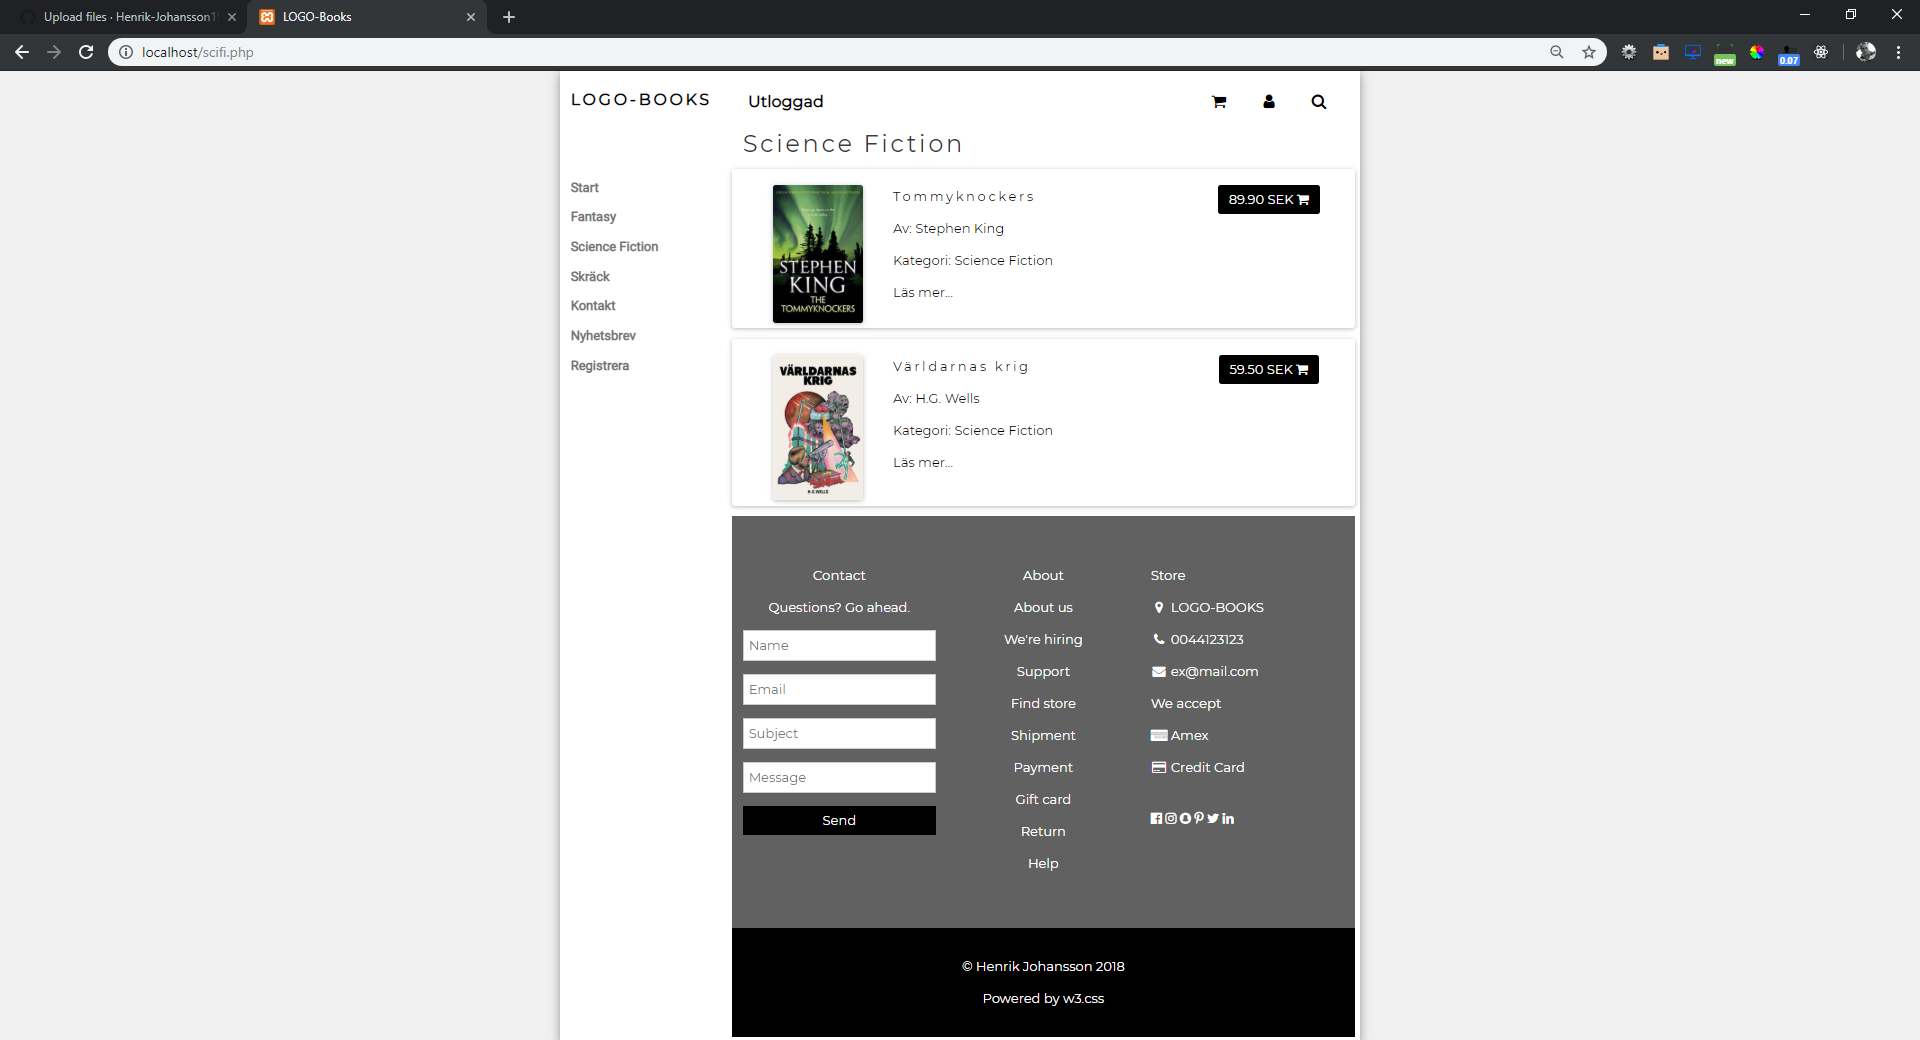 Upload files · Henrik-Johansson1
LOGO-Books
localhost/scifi.php
new
0.07
LOGO-BOOKS
Utloggad
Science Fiction
Start
Fantasy
Science Fiction
Skräck
Kontakt
Nyhetsbrev
Registrera
STEPHEN
KING
THE
TOMMYKNOCKERS
Tommyknockers
Av: Stephen King
Kategori: Science Fiction
Läs mer...
89.90 SEK
VÄRLDARNAS
KRIG
H.G. WELLS
Världarnas krig
Av: H.G. Wells
Kategori: Science Fiction
Läs mer...
59.50 SEK
Contact
Questions? Go ahead.
Name
Email
Subject
Message
Send
About
About us
We're hiring
Support
Find store
Shipment
Payment
Gift card
Return
Help
Store
LOGO-BOOKS
0044123123
ex@mail.com
We accept
Amex
Credit Card
© Henrik Johansson 2018
Powered by w3.css